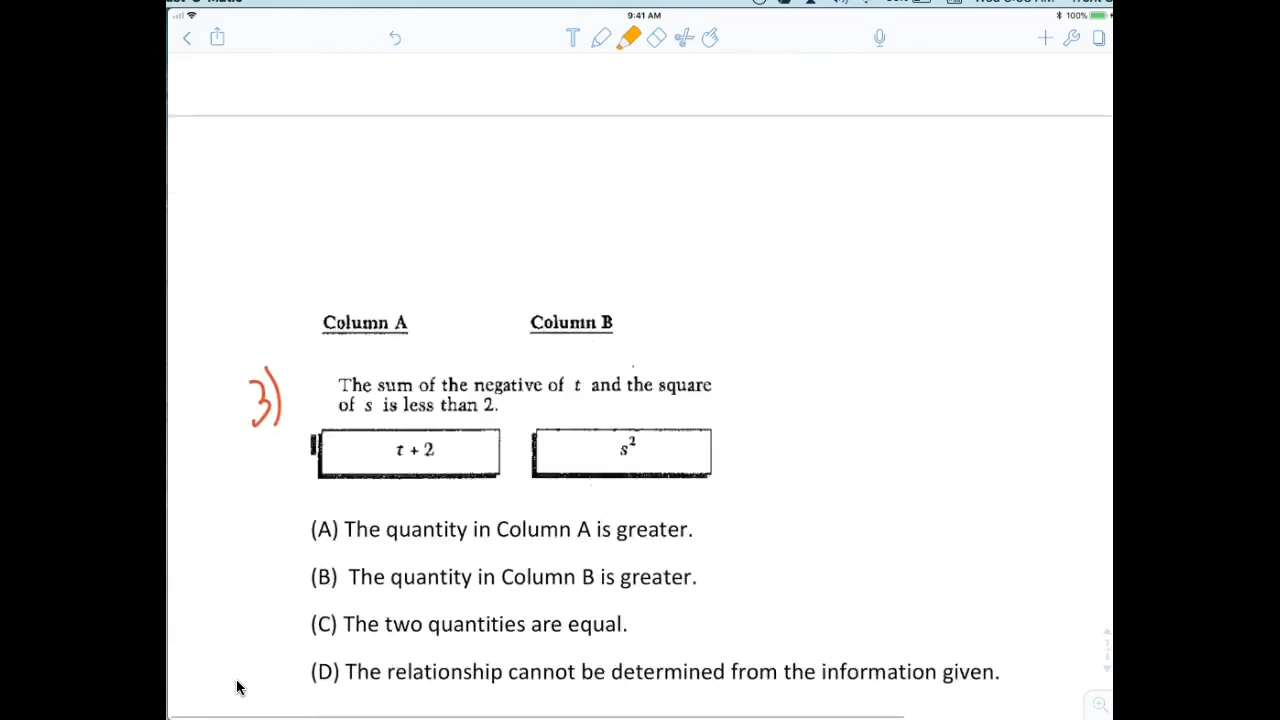 9:41 AM
100%
Column A Column B
3) The sum of the negative of t and the square
of s is less than 2.
t + 2 s²
(A) The quantity in Column A is greater.
(B) The quantity in Column B is greater.
(C) The two quantities are equal.
(D) The relationship cannot be determined from the information given.